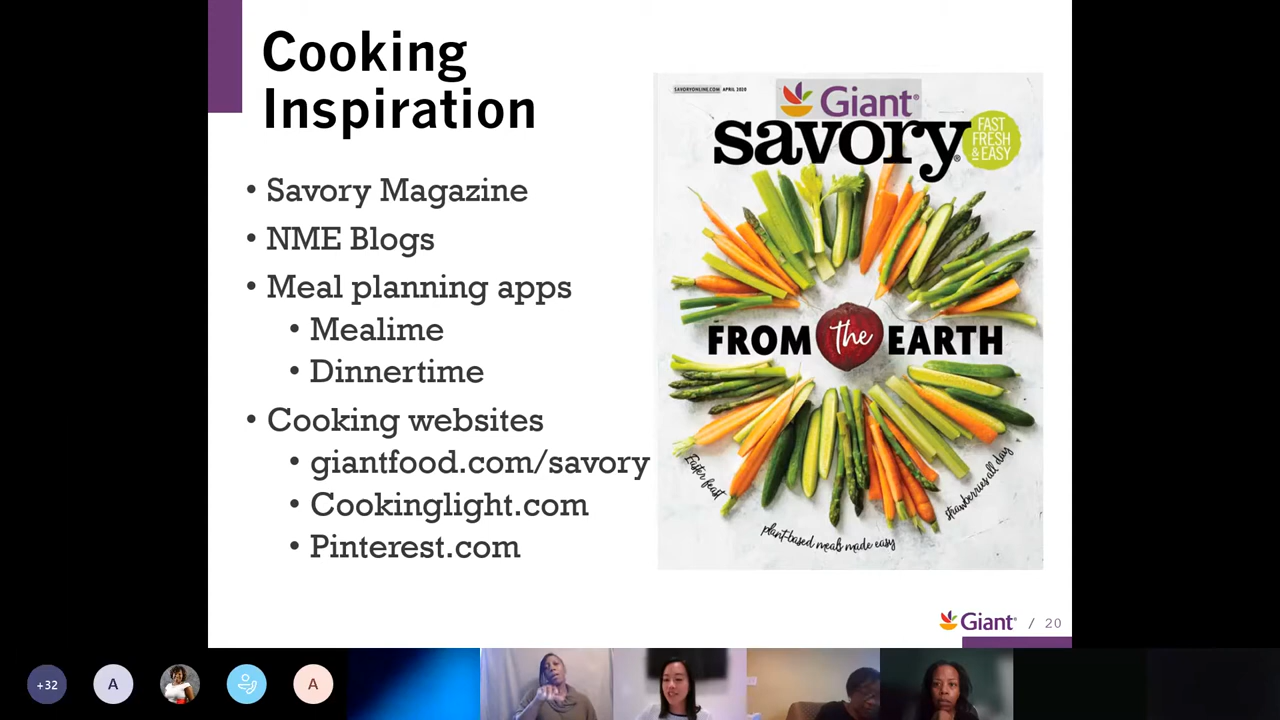 Cooking
Inspiration
• Savory Magazine
• NME Blogs
• Meal planning apps
• Mealime
• Dinnertime
• Cooking websites
• giantfood.com/savory
• Cookinglight.com
• Pinterest.com
SAVORYONLINE.COM APRIL 2020
Giant®
savory®
FAST
FRESH
& EASY
FROM the EARTH
Easter feast
strawberries all day
plant-based meals made easy
Giant® / 20
+32
A
A